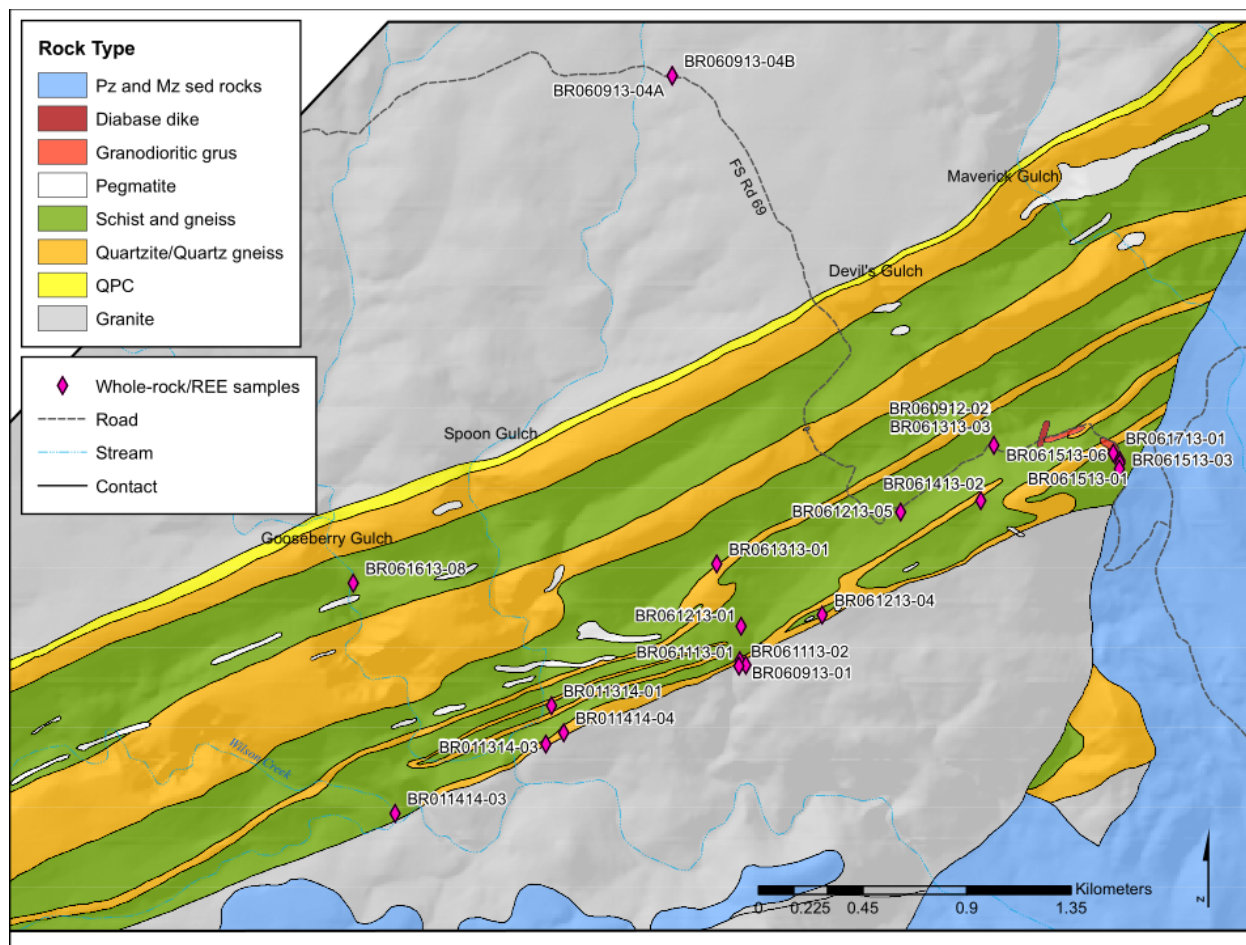 Rock Type
Pz and Mz sed rocks
Diabase dike
Granodioritic grus
Pegmatite
Schist and gneiss
Quartzite/Quartz gneiss
QPC
Granite
Whole-rock/REE samples
Road
Stream
Contact
BR060913-04B
BR060913-04A
FS Rd 69
Maverick Gulch
Devil's Gulch
Spoon Gulch
Gooseberry Gulch
BR060912-02
BR061313-03
BR061713-01
BR061513-06
BR061513-03
BR061513-01
BR061413-02
BR061213-05
BR061313-01
BR061613-08
BR061213-04
BR061213-01
BR061113-01
BR061113-02
BR060913-01
BR011314-01
BR011414-04
BR011314-03
Wilson Creek
BR011414-03
Kilometers
0 0.225 0.45 0.9 1.35
N